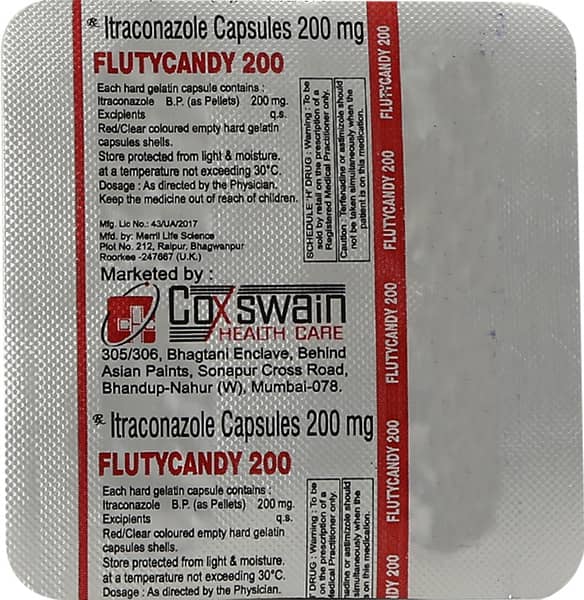 Rx Itraconazole Capsules 200 mg
FLUTYCANDY 200
Each hard gelatin capsule contains :
Itraconazole B.P. (as Pellets) 200 mg.
Excipients q.s.
Red/Clear coloured empty hard gelatin
capsules shells.
Store protected from light & moisture.
at a temperature not exceeding 30°C.
Dosage : As directed by the Physician.
Keep the medicine out of reach of children.
Mfg. Lic No.: 43/UA/2017
Mfd. by: Merril Life Science
Plot No. 212, Raipur, Bhagwanpur
Roorkee -247667 (U.K.)
Marketed by :
Coxswain
HEALTH CARE
305/306, Bhagtani Enclave, Behind
Asian Paints, Sonapur Cross Road,
Bhandup-Nahur (W), Mumbai-078.
SCHEDULE "H" DRUG : Warning : To be
sold by retail on the prescription of a
Registered Medical Practitioner only.
Caution : Terfenadine or astimizole should
not be taken simultaneously when the
patient is on this medication.
FLUTYCANDY 200
FLUTYCANDY 200
FLUTYCANDY 200
FLUTYCANDY 200
DY 200
Rx Itraconazole Capsules 200 mg
FLUTYCANDY 200
Each hard gelatin capsule contains :
Itraconazole B.P. (as Pellets) 200 mg.
Excipients q.s.
Red/Clear coloured empty hard gelatin
capsules shells.
Store protected from light & moisture.
at a temperature not exceeding 30°C.
Dosage : As directed by the Physician.
DRUG : Warning : To be
on the prescription of a
Medical Practitioner only.
adine or astimizole should
simultaneously when the
on this medication.